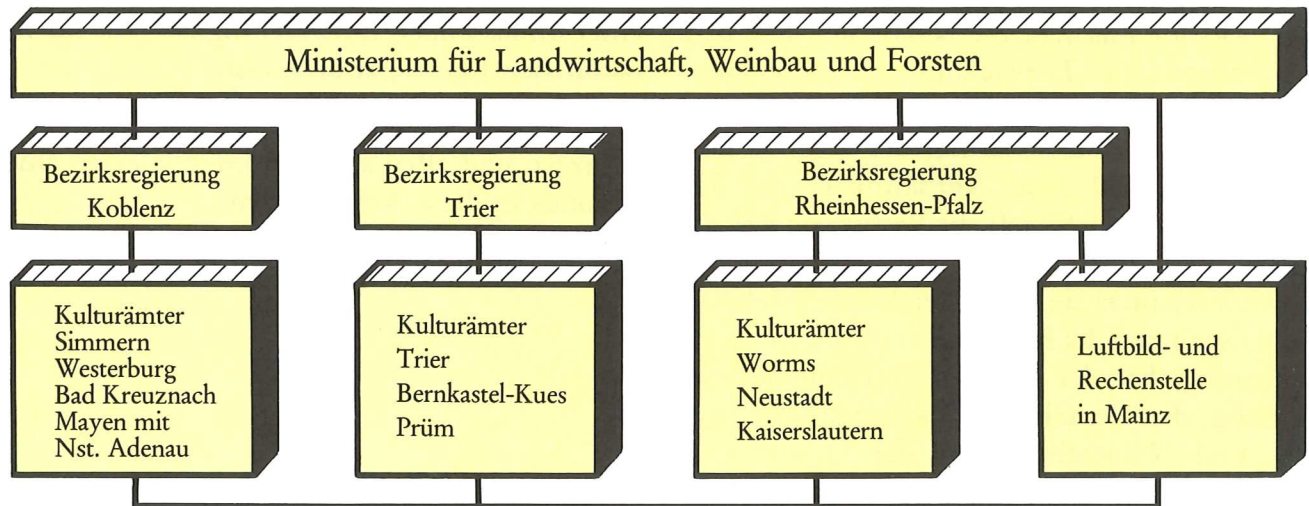 Ministerium für Landwirtschaft, Weinbau und Forsten
Bezirksregierung
Koblenz
Bezirksregierung
Trier
Bezirksregierung
Rheinhessen-Pfalz
Kulturämter
Simmern
Westerburg
Bad Kreuznach
Mayen mit
Nst. Adenau
Kulturämter
Trier
Bernkastel-Kues
Prüm
Kulturämter
Worms
Neustadt
Kaiserslautern
Luftbild- und
Rechenstelle
in Mainz